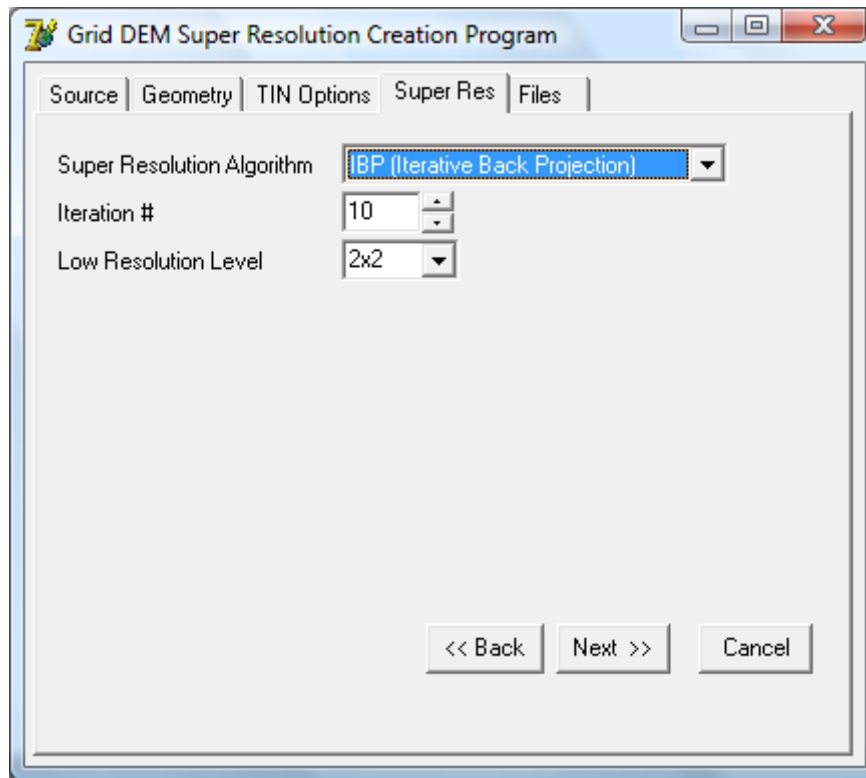 Grid DEM Super Resolution Creation Program
Source Geometry TIN Options Super Res Files
Super Resolution Algorithm IBP (Iterative Back Projection)
Iteration # 10
Low Resolution Level 2x2
<< Back Next >> Cancel